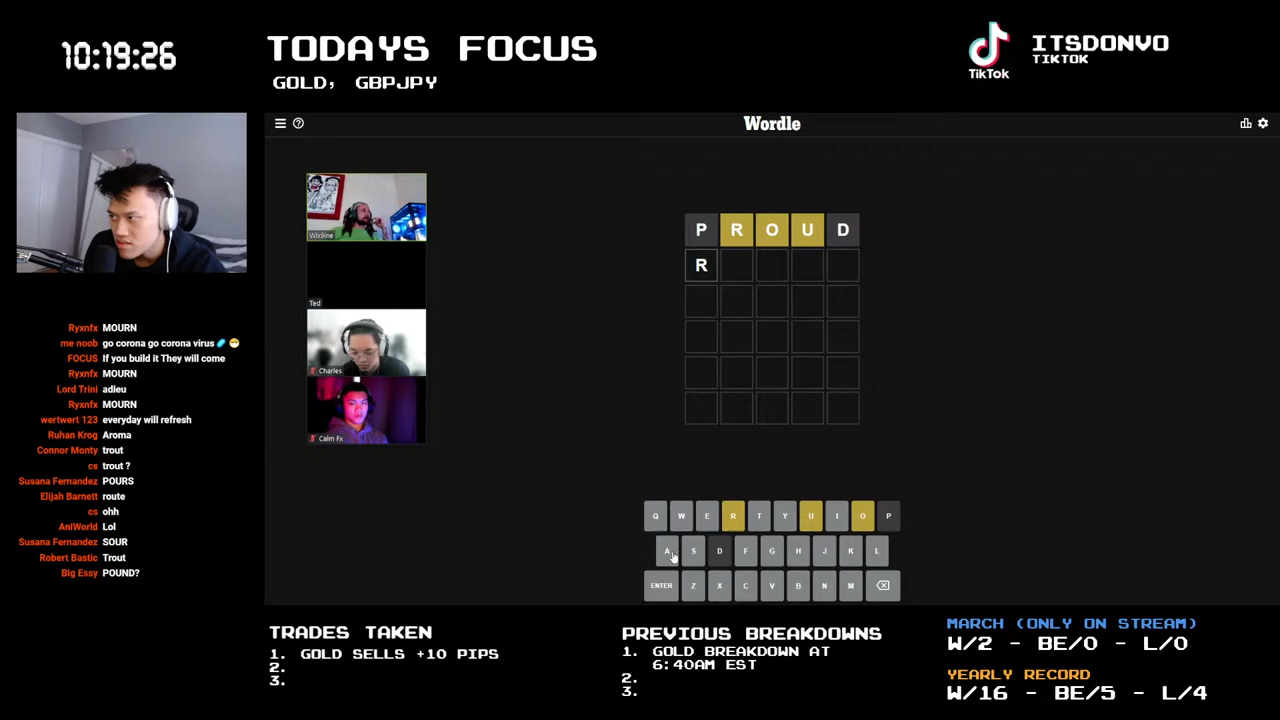 10:19:26
TODAYS FOCUS
GOLD, GBPJPY
TikTok
ITSDONVO
TIKTOK
Wordle
Wix9ine
Ted
Charles
Calm Fx
P R O U D
R
Q W E R T Y U I O P
A S D F G H J K L
ENTER Z X C V B N M
Ryxnfx MOURN
me noob go corona go corona virus
FOCUS If you build it They will come
Ryxnfx MOURN
Lord Trini adieu
Ryxnfx MOURN
wertwert 123 everyday will refresh
Ruhan Krog Aroma
Connor Monty trout
cs trout ?
Susana Fernandez POURS
Elijah Barnett route
cs ohh
AniWorld Lol
Susana Fernandez SOUR
Robert Bastic Trout
Big Essy POUND?
TRADES TAKEN
1. GOLD SELLS +10 PIPS
2.
3.
PREVIOUS BREAKDOWNS
1. GOLD BREAKDOWN AT
6:40AM EST
2.
3.
MARCH (ONLY ON STREAM)
W/2 - BE/0 - L/0
YEARLY RECORD
W/16 - BE/5 - L/4